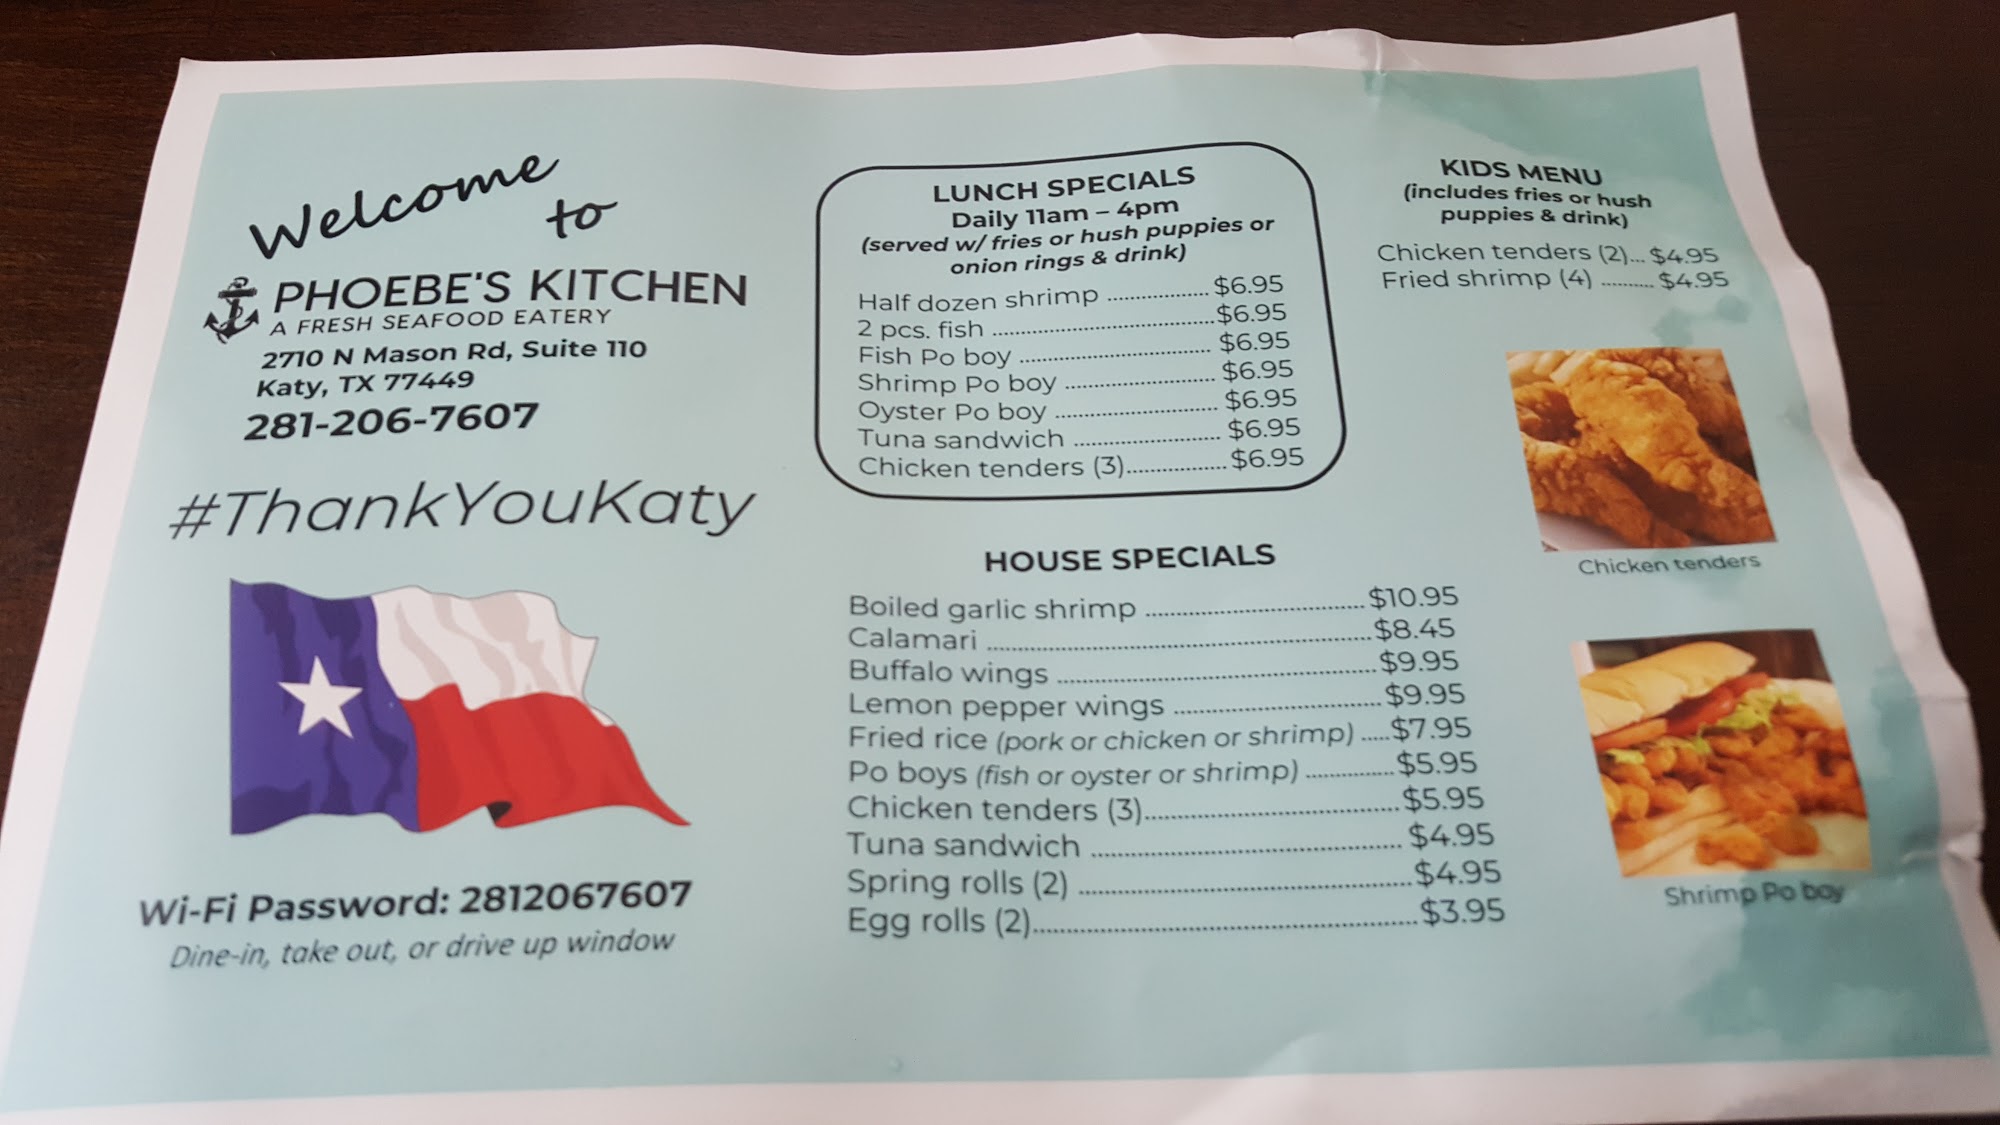 Welcome
to
PHOEBE'S KITCHEN
A FRESH SEAFOOD EATERY
2710 N Mason Rd, Suite 110
Katy, TX 77449
281-206-7607
#ThankYouKaty
Wi-Fi Password: 2812067607
Dine-in, take out, or drive up window
LUNCH SPECIALS
Daily 11am – 4pm
(served w/ fries or hush puppies or
onion rings & drink)
Half dozen shrimp .................... $6.95
2 pcs. fish ...........................................$6.95
Fish Po boy ..................................... $6.95
Shrimp Po boy ............................. $6.95
Oyster Po boy ............................... $6.95
Tuna sandwich ............................ $6.95
Chicken tenders (3)................... $6.95
HOUSE SPECIALS
Boiled garlic shrimp ..................................... $10.95
Calamari .................................................................$8.45
Buffalo wings ......................................................$9.95
Lemon pepper wings ................................... $9.95
Fried rice (pork or chicken or shrimp) .....$7.95
Po boys (fish or oyster or shrimp) ...............$5.95
Chicken tenders (3)...........................................$5.95
Tuna sandwich .................................................... $4.95
Spring rolls (2) .......................................................$4.95
Egg rolls (2)..............................................................$3.95
KIDS MENU
(includes fries or hush
puppies & drink)
Chicken tenders (2)... $4.95
Fried shrimp (4) .......... $4.95
Chicken tenders
Shrimp Po boy